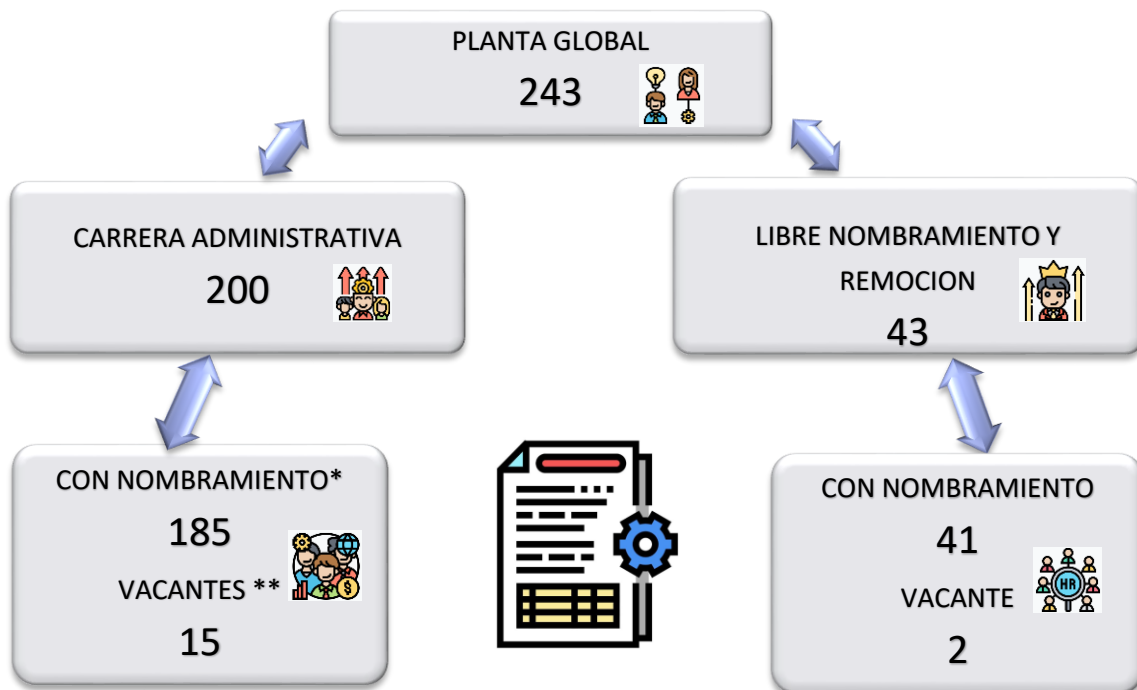 PLANTA GLOBAL
243
CARRERA ADMINISTRATIVA
200
LIBRE NOMBRAMIENTO Y
REMOCION
43
CON NOMBRAMIENTO*
185
VACANTES **
15
$
CON NOMBRAMIENTO
41
VACANTE
HR
2